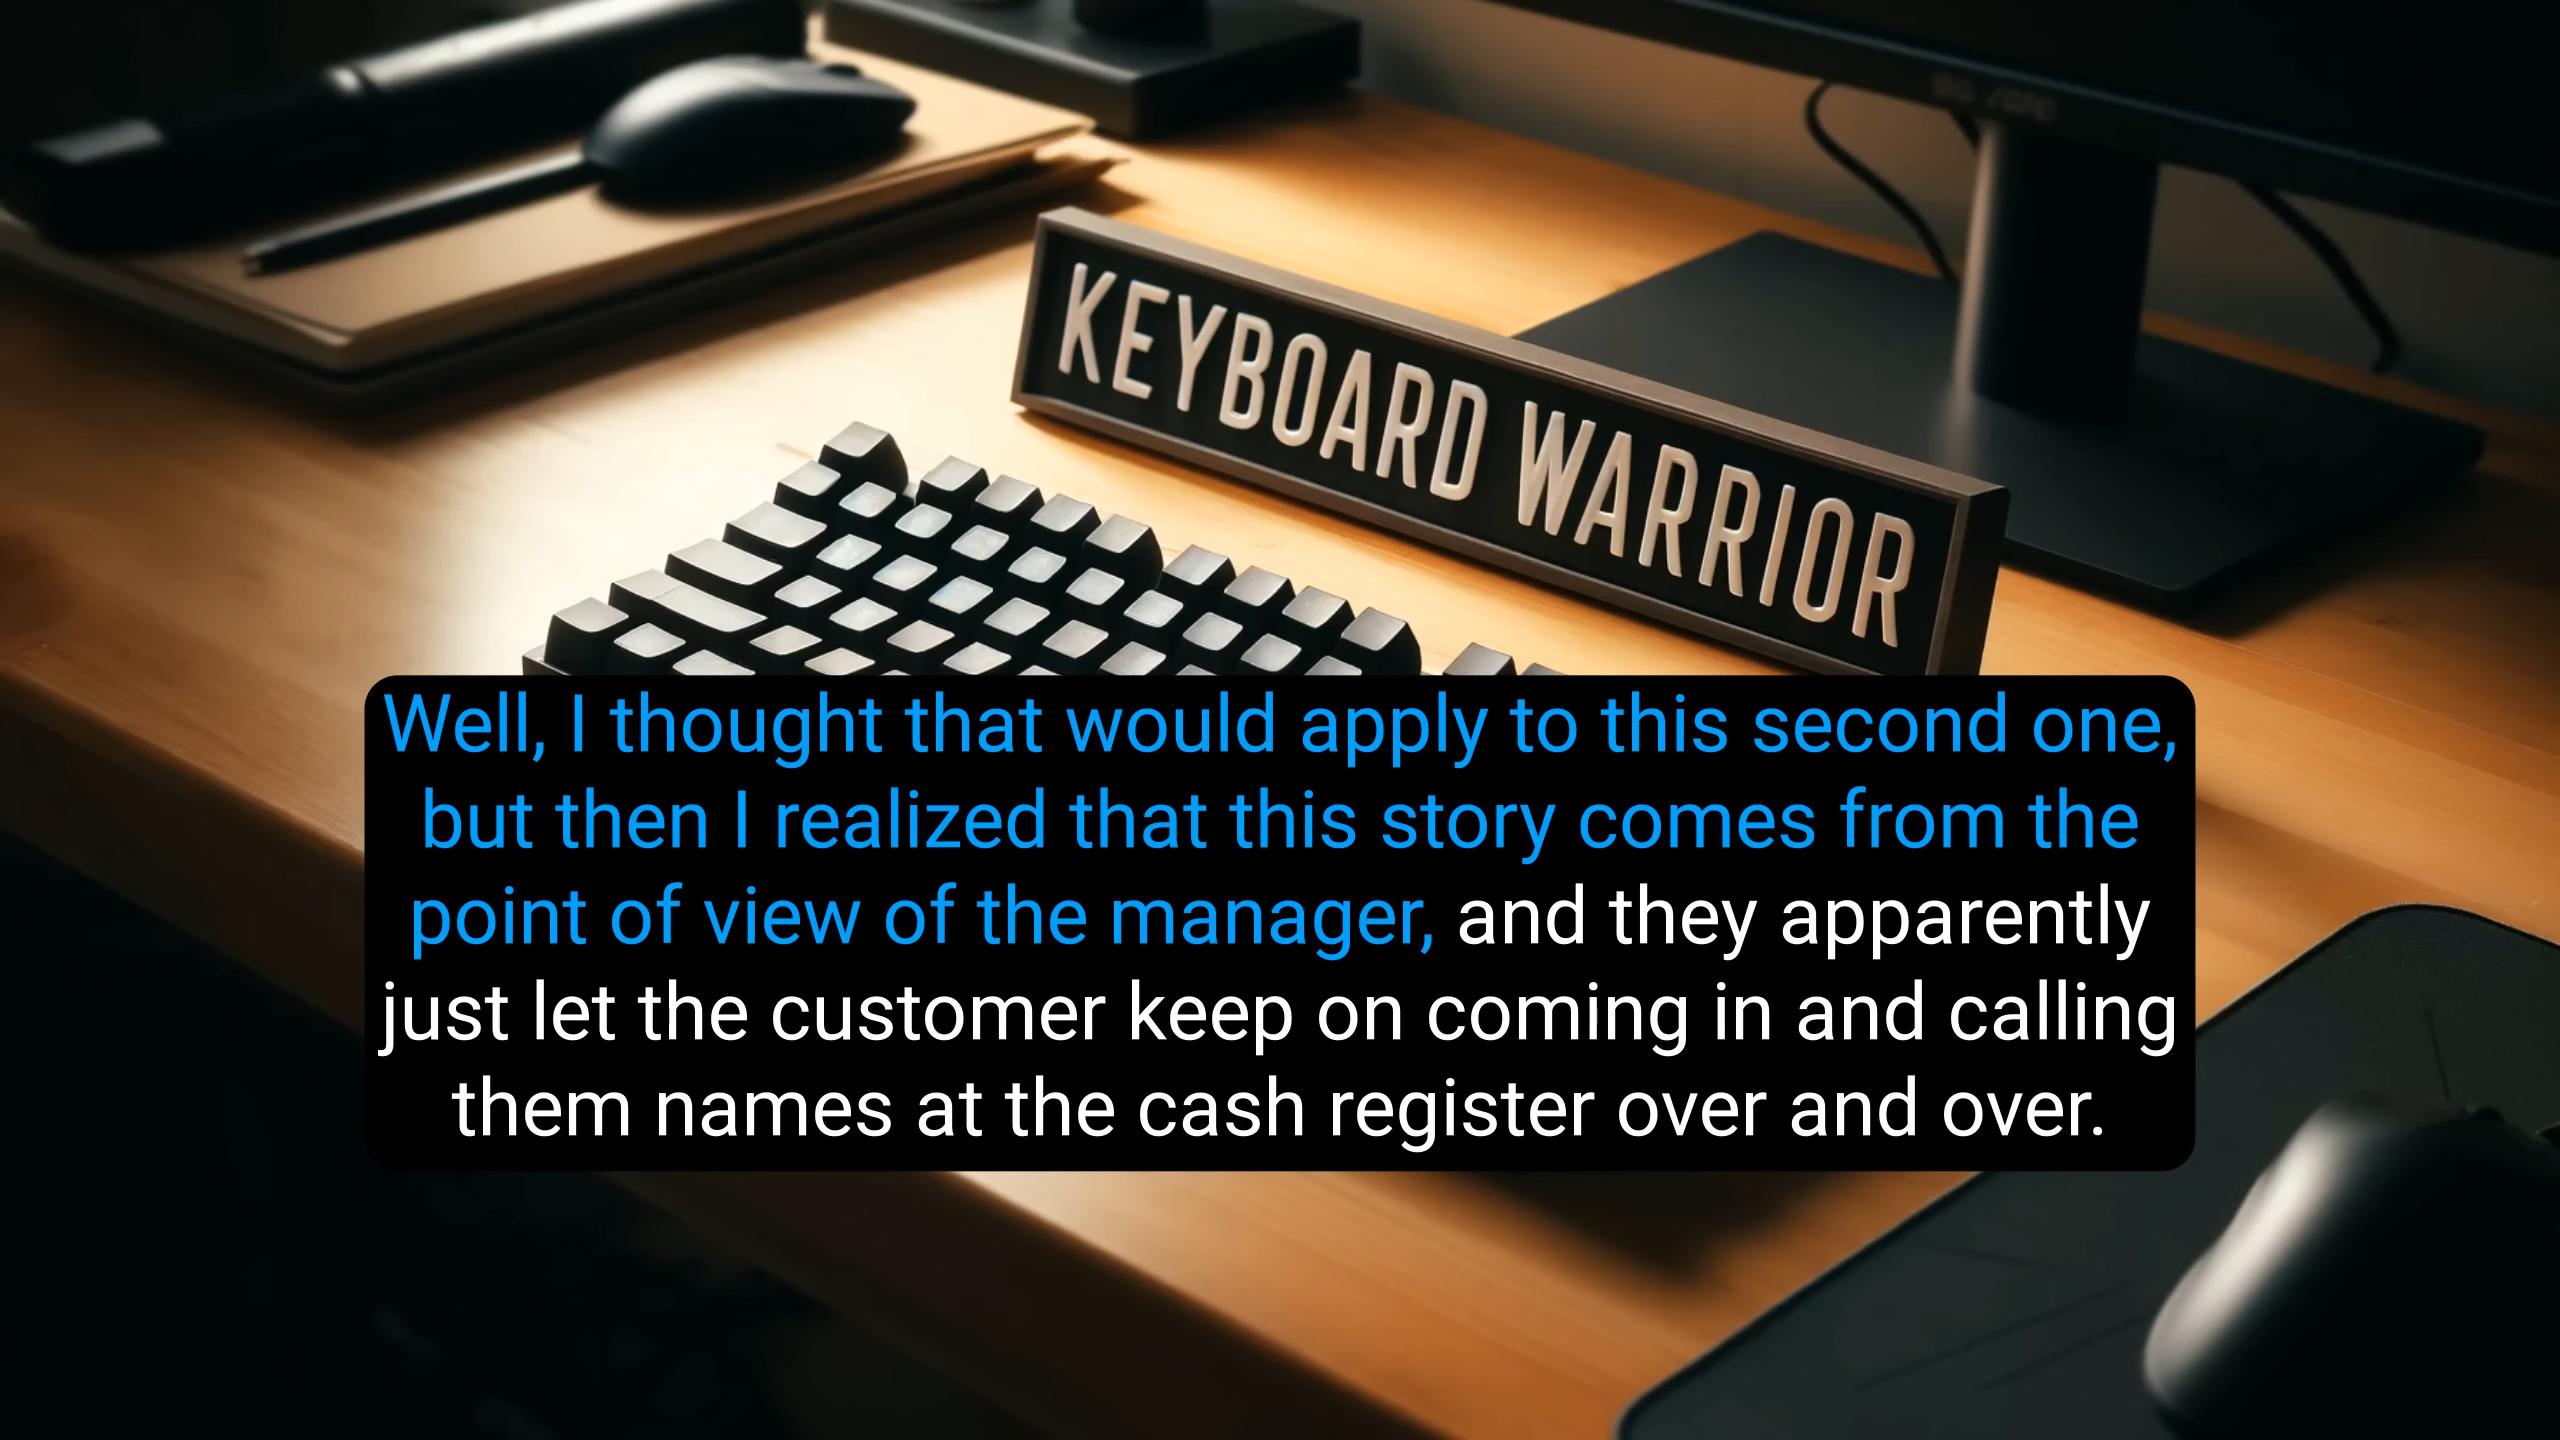 KEYBOARD WARRIOR
Well, I thought that would apply to this second one,
but then I realized that this story comes from the
point of view of the manager, and they apparently
just let the customer keep on coming in and calling
them names at the cash register over and over.